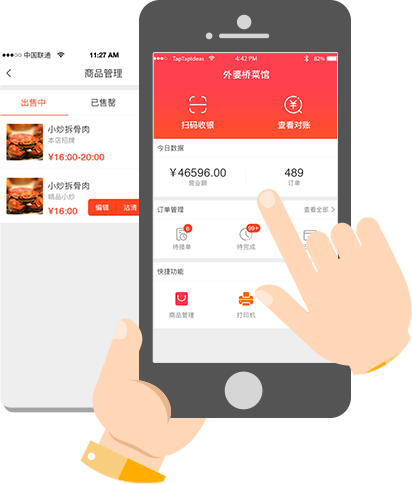 中国联通
11:27 AM
商品管理
出售中
已售罄
小炒拆骨肉
本店招牌
¥16:00-20:00
小炒拆骨肉
精品小炒
¥16:00
编辑
沽清
TapTapIdeas
4:42 PM
82%
外婆桥菜馆
扫码收银
查看对账
今日数据
¥46596.00
489
营业额
订单
订单管理
查看全部
6
99+
待接单
待完成
快捷功能
商品管理
打印机